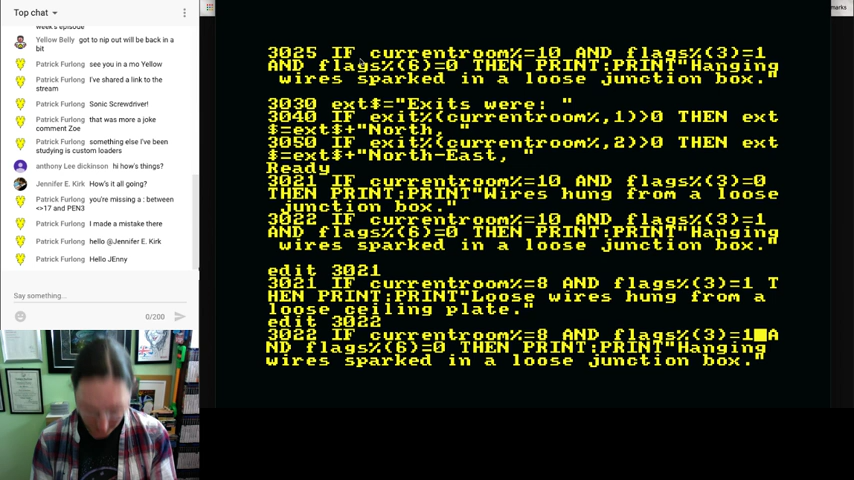 Top chat
week's episode
Yellow Belly got to nip out will be back in a
bit
Patrick Furlong see you in a mo Yellow
Patrick Furlong I've shared a link to the
stream
Patrick Furlong Sonic Screwdriver!
Patrick Furlong that was more a joke
comment Zoe
Patrick Furlong something else I've been
studying is custom loaders
anthony Lee dickinson hi how's things?
Jennifer E. Kirk How's it all going?
Patrick Furlong you're missing a : between
<>17 and PEN3
Patrick Furlong I made a mistake there
Patrick Furlong hello @Jennifer E. Kirk
Patrick Furlong Hello JEnny
Say something...
0/200
3025 IF currentroom%=10 AND flags%(3)=1
AND flags%(6)=0 THEN PRINT:PRINT"Hanging
wires sparked in a loose junction box."
3030 ext$="Exits were: "
3040 IF exit%(currentroom%,1)>0 THEN ext
$=ext$+"North, "
3050 IF exit%(currentroom%,2)>0 THEN ext
$=ext$+"North-East, "
Ready
3021 IF currentroom%=10 AND flags%(3)=0
THEN PRINT:PRINT"Wires hung from a loose
junction box."
3022 IF currentroom%=10 AND flags%(3)=1
AND flags%(6)=0 THEN PRINT:PRINT"Hanging
wires sparked in a loose junction box."
edit 3021
3021 IF currentroom%=8 AND flags%(3)=1 T
HEN PRINT:PRINT"Loose wires hung from a
loose ceiling plate."
edit 3022
3022 IF currentroom%=8 AND flags%(3)=1 A
ND flags%(6)=0 THEN PRINT:PRINT"Hanging
wires sparked in a loose junction box."